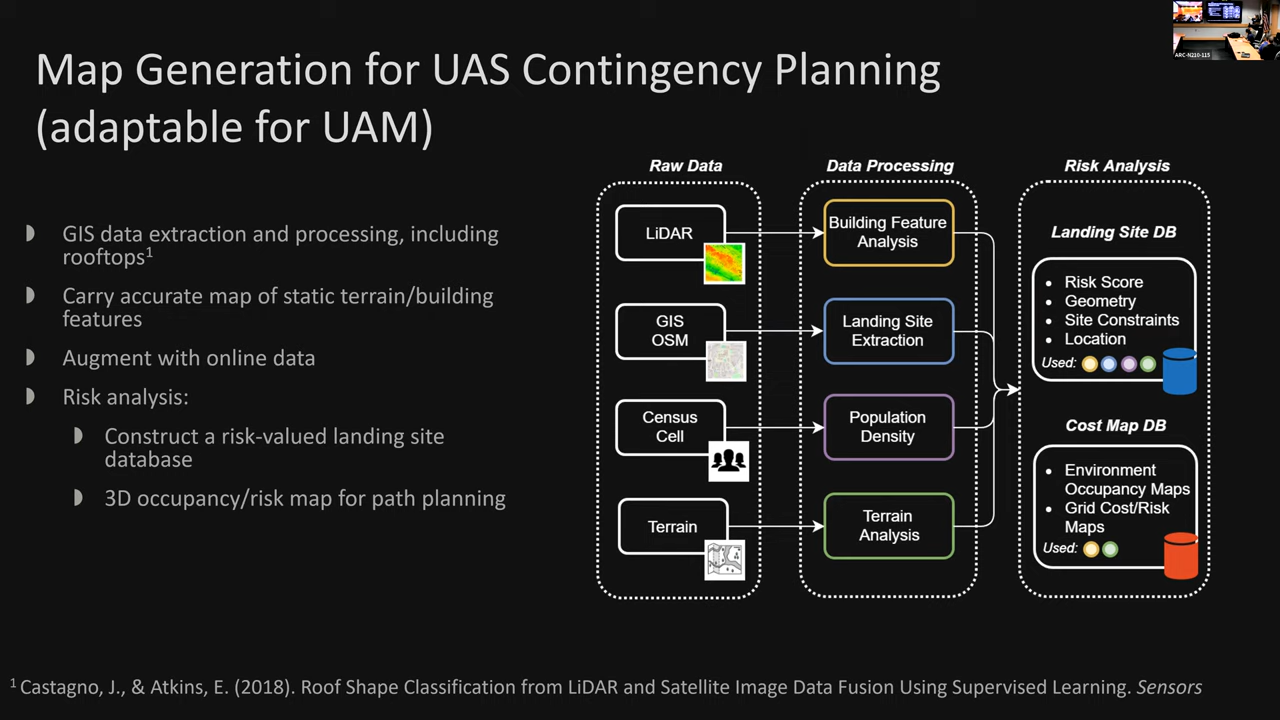 Map Generation for UAS Contingency Planning
(adaptable for UAM)
GIS data extraction and processing, including
rooftops1
Carry accurate map of static terrain/building
features
Augment with online data
Risk analysis:
Construct a risk-valued landing site
database
3D occupancy/risk map for path planning
Raw Data
LiDAR
GIS
OSM
Census
Cell
Terrain
Data Processing
Building Feature
Analysis
Landing Site
Extraction
Population
Density
Terrain
Analysis
Risk Analysis
Landing Site DB
• Risk Score
• Geometry
• Site Constraints
• Location
Used:
Cost Map DB
• Environment
Occupancy Maps
• Grid Cost/Risk
Maps
Used:
1 Castagno, J., & Atkins, E. (2018). Roof Shape Classification from LiDAR and Satellite Image Data Fusion Using Supervised Learning. Sensors
ARC-N210-115